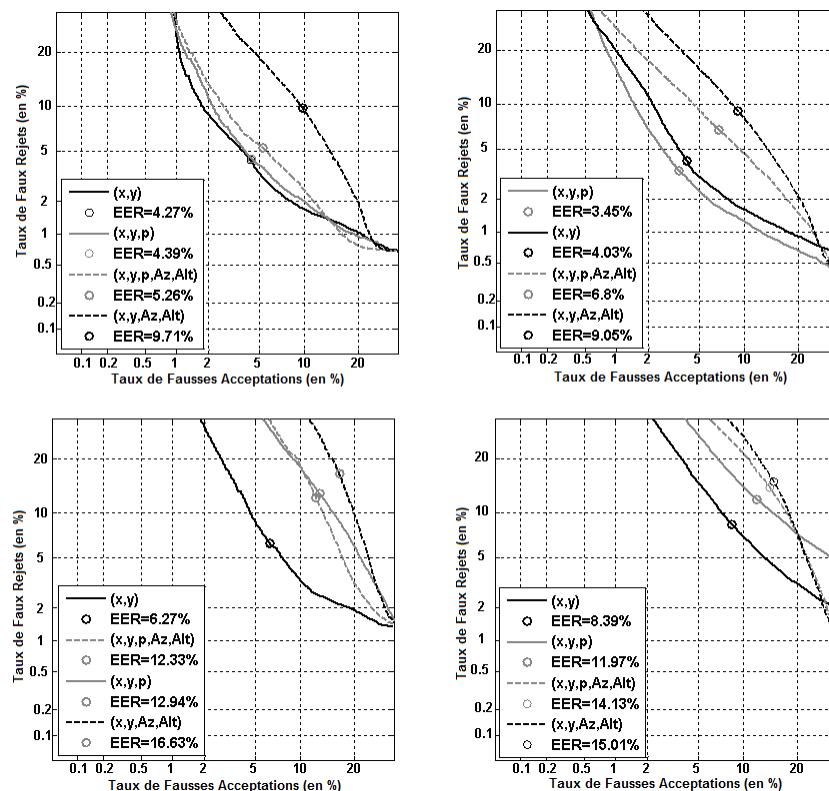 20
10
5
2
1
0.5
0.2
0.1
Taux de Faux Rejets (en %)
(x,y)
EER=4.27%
(x,y,p)
EER=4.39%
(x,y,p,Az,Alt)
EER=5.26%
(x,y,Az,Alt)
EER=9.71%
0.1 0.2 0.5 1 2 5 10 20
Taux de Fausses Acceptations (en %)
20
10
5
2
1
0.5
0.2
0.1
Taux de Faux Rejets (en %)
(x,y,p)
EER=3.45%
(x,y)
EER=4.03%
(x,y,p,Az,Alt)
EER=6.8%
(x,y,Az,Alt)
EER=9.05%
0.1 0.2 0.5 1 2 5 10 20
Taux de Fausses Acceptations (en %)
20
10
5
2
1
0.5
0.2
0.1
Taux de Faux Rejets (en %)
(x,y)
EER=6.27%
(x,y,p,Az,Alt)
EER=12.33%
(x,y,p)
EER=12.94%
(x,y,Az,Alt)
EER=16.63%
0.1 0.2 0.5 1 2 5 10 20
Taux de Fausses Acceptations (en %)
20
10
5
2
1
0.5
0.2
0.1
Taux de Faux Rejets (en %)
(x,y)
EER=8.39%
(x,y,p)
EER=11.97%
(x,y,p,Az,Alt)
EER=14.13%
(x,y,Az,Alt)
EER=15.01%
0.1 0.2 0.5 1 2 5 10 20
Taux de Fausses Acceptations (en %)